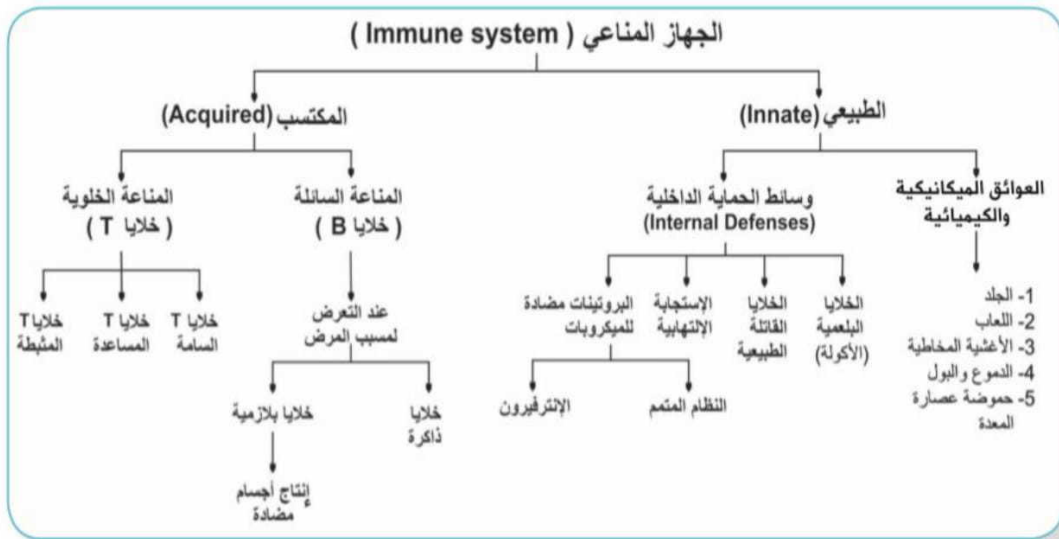 الجهاز المناعي ( Immune system )
الطبيعي (Innate)
المكتسب (Acquired)
العوائق الميكانيكية
والكيميائية
1- الجلد
2- اللعاب
3- الأغشية المخاطية
4- الدموع والبول
5- حموضة عصارة
المعدة
وسائط الحماية الداخلية
(Internal Defenses)
الخلايا
البلعمية
(الأكولة)
الخلايا
القاتلة
الطبيعية
الإستجابة
الإلتهابية
البروتينات مضادة
للميكروبات
النظام المتمم
الإنترفيرون
المناعة السائلة
( خلايا B )
عند التعرض
لمسبب المرض
خلايا
ذاكرة
خلايا بلازمية
إنتاج أجسام
مضادة
المناعة الخلوية
( خلايا T )
خلايا T
السامة
خلايا T
المساعدة
خلايا T
المثبطة